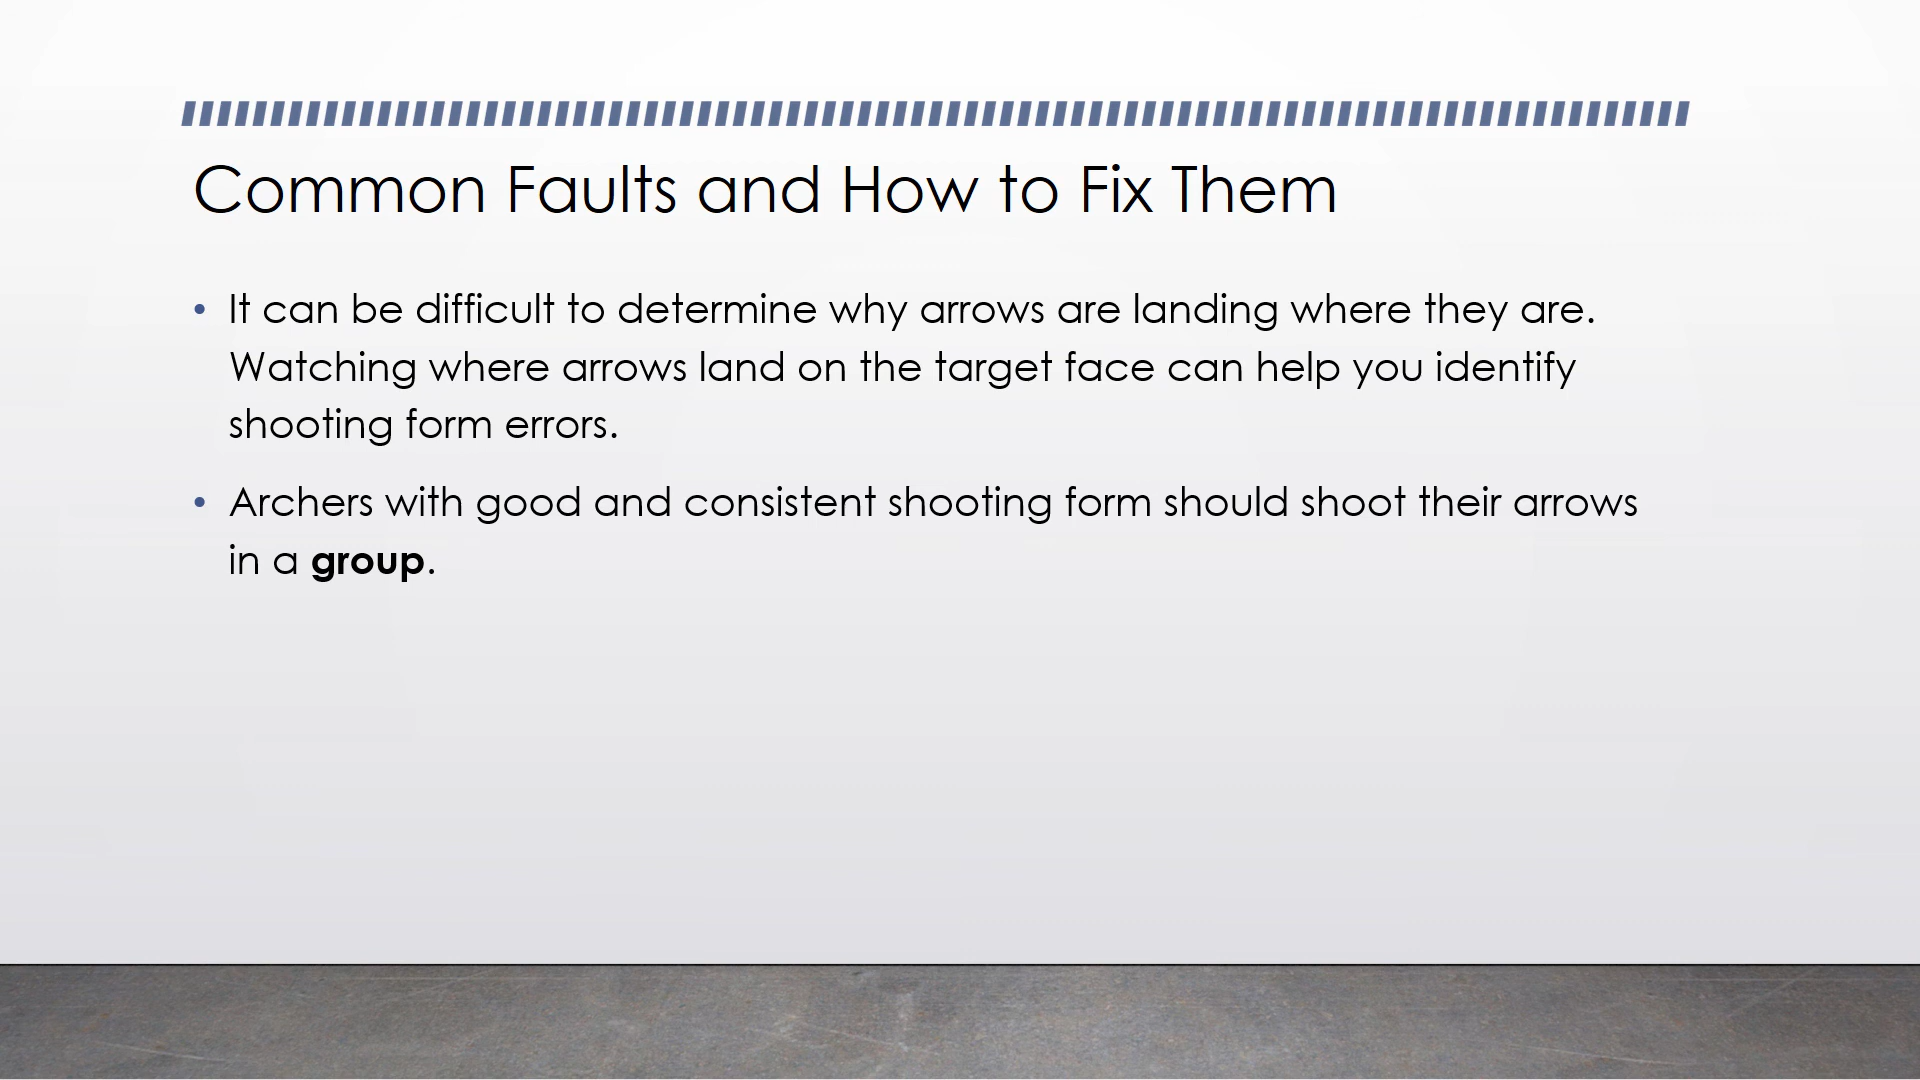 Common Faults and How to Fix Them
• It can be difficult to determine why arrows are landing where they are.
Watching where arrows land on the target face can help you identify
shooting form errors.
• Archers with good and consistent shooting form should shoot their arrows
in a group.